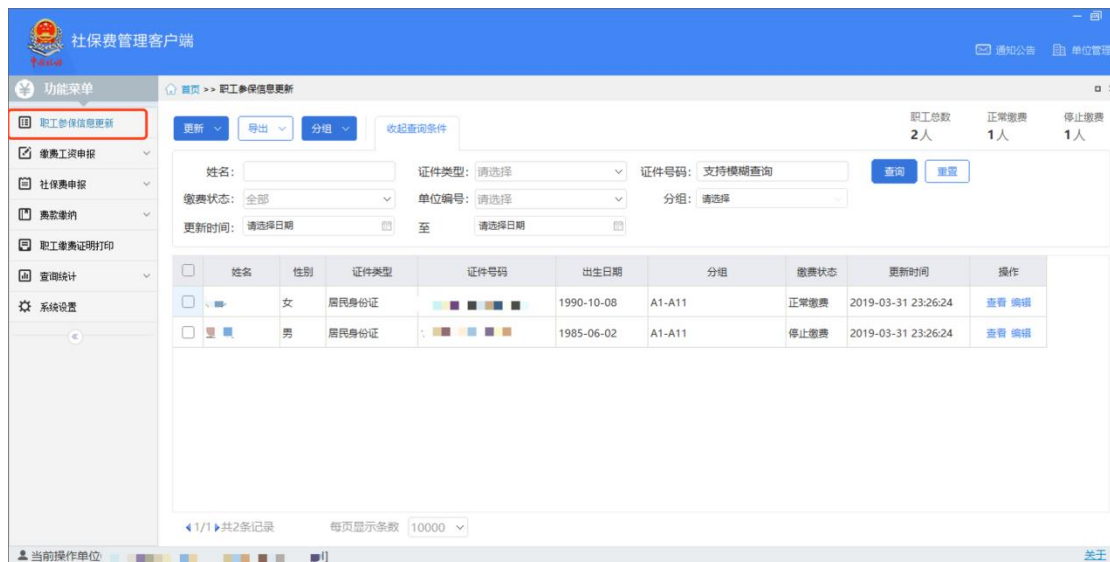 社保费管理客户端
通知公告 单位管理
功能菜单
首页 >> 职工参保信息更新
职工参保信息更新
缴费工资申报
社保费申报
费款缴纳
职工缴费证明打印
查询统计
系统设置
更新 导出 分组 收起查询条件
职工总数 正常缴费 停止缴费
2人 1人 1人
姓名: 证件类型: 请选择 证件号码: 支持模糊查询 查询 重置
缴费状态: 全部 单位编号: 请选择 分组: 请选择
更新时间: 请选择日期 至 请选择日期
姓名 性别 证件类型 证件号码 出生日期 分组 缴费状态 更新时间 操作
女 居民身份证 1990-10-08 A1-A11 正常缴费 2019-03-31 23:26:24 查看 编辑
男 居民身份证 1985-06-02 A1-A11 停止缴费 2019-03-31 23:26:24 查看 编辑
1/1 共2条记录 每页显示条数 10000
当前操作单位 关于